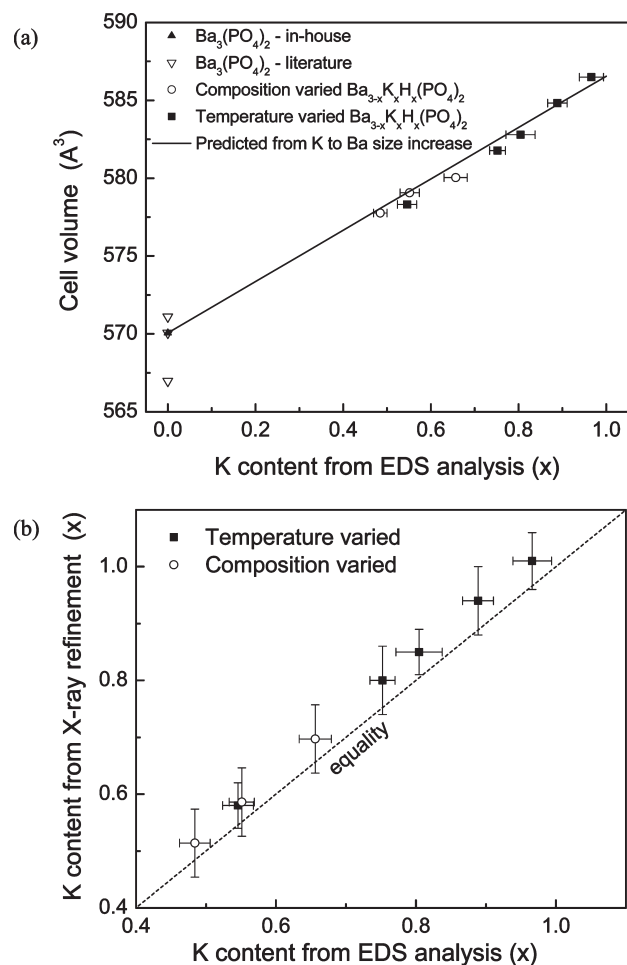 (a)
590
585
580
575
570
565
Cell volume (A³)
Ba₃(PO₄)₂ - in-house
Ba₃(PO₄)₂ - literature
Composition varied Ba₃₋ₓKₓHₓ(PO₄)₂
Temperature varied Ba₃₋ₓKₓHₓ(PO₄)₂
Predicted from K to Ba size increase
0.0 0.2 0.4 0.6 0.8 1.0
K content from EDS analysis (x)
(b)
K content from X-ray refinement (x)
Temperature varied
Composition varied
1.0
0.8
0.6
0.4
equality
0.4 0.6 0.8 1.0
K content from EDS analysis (x)